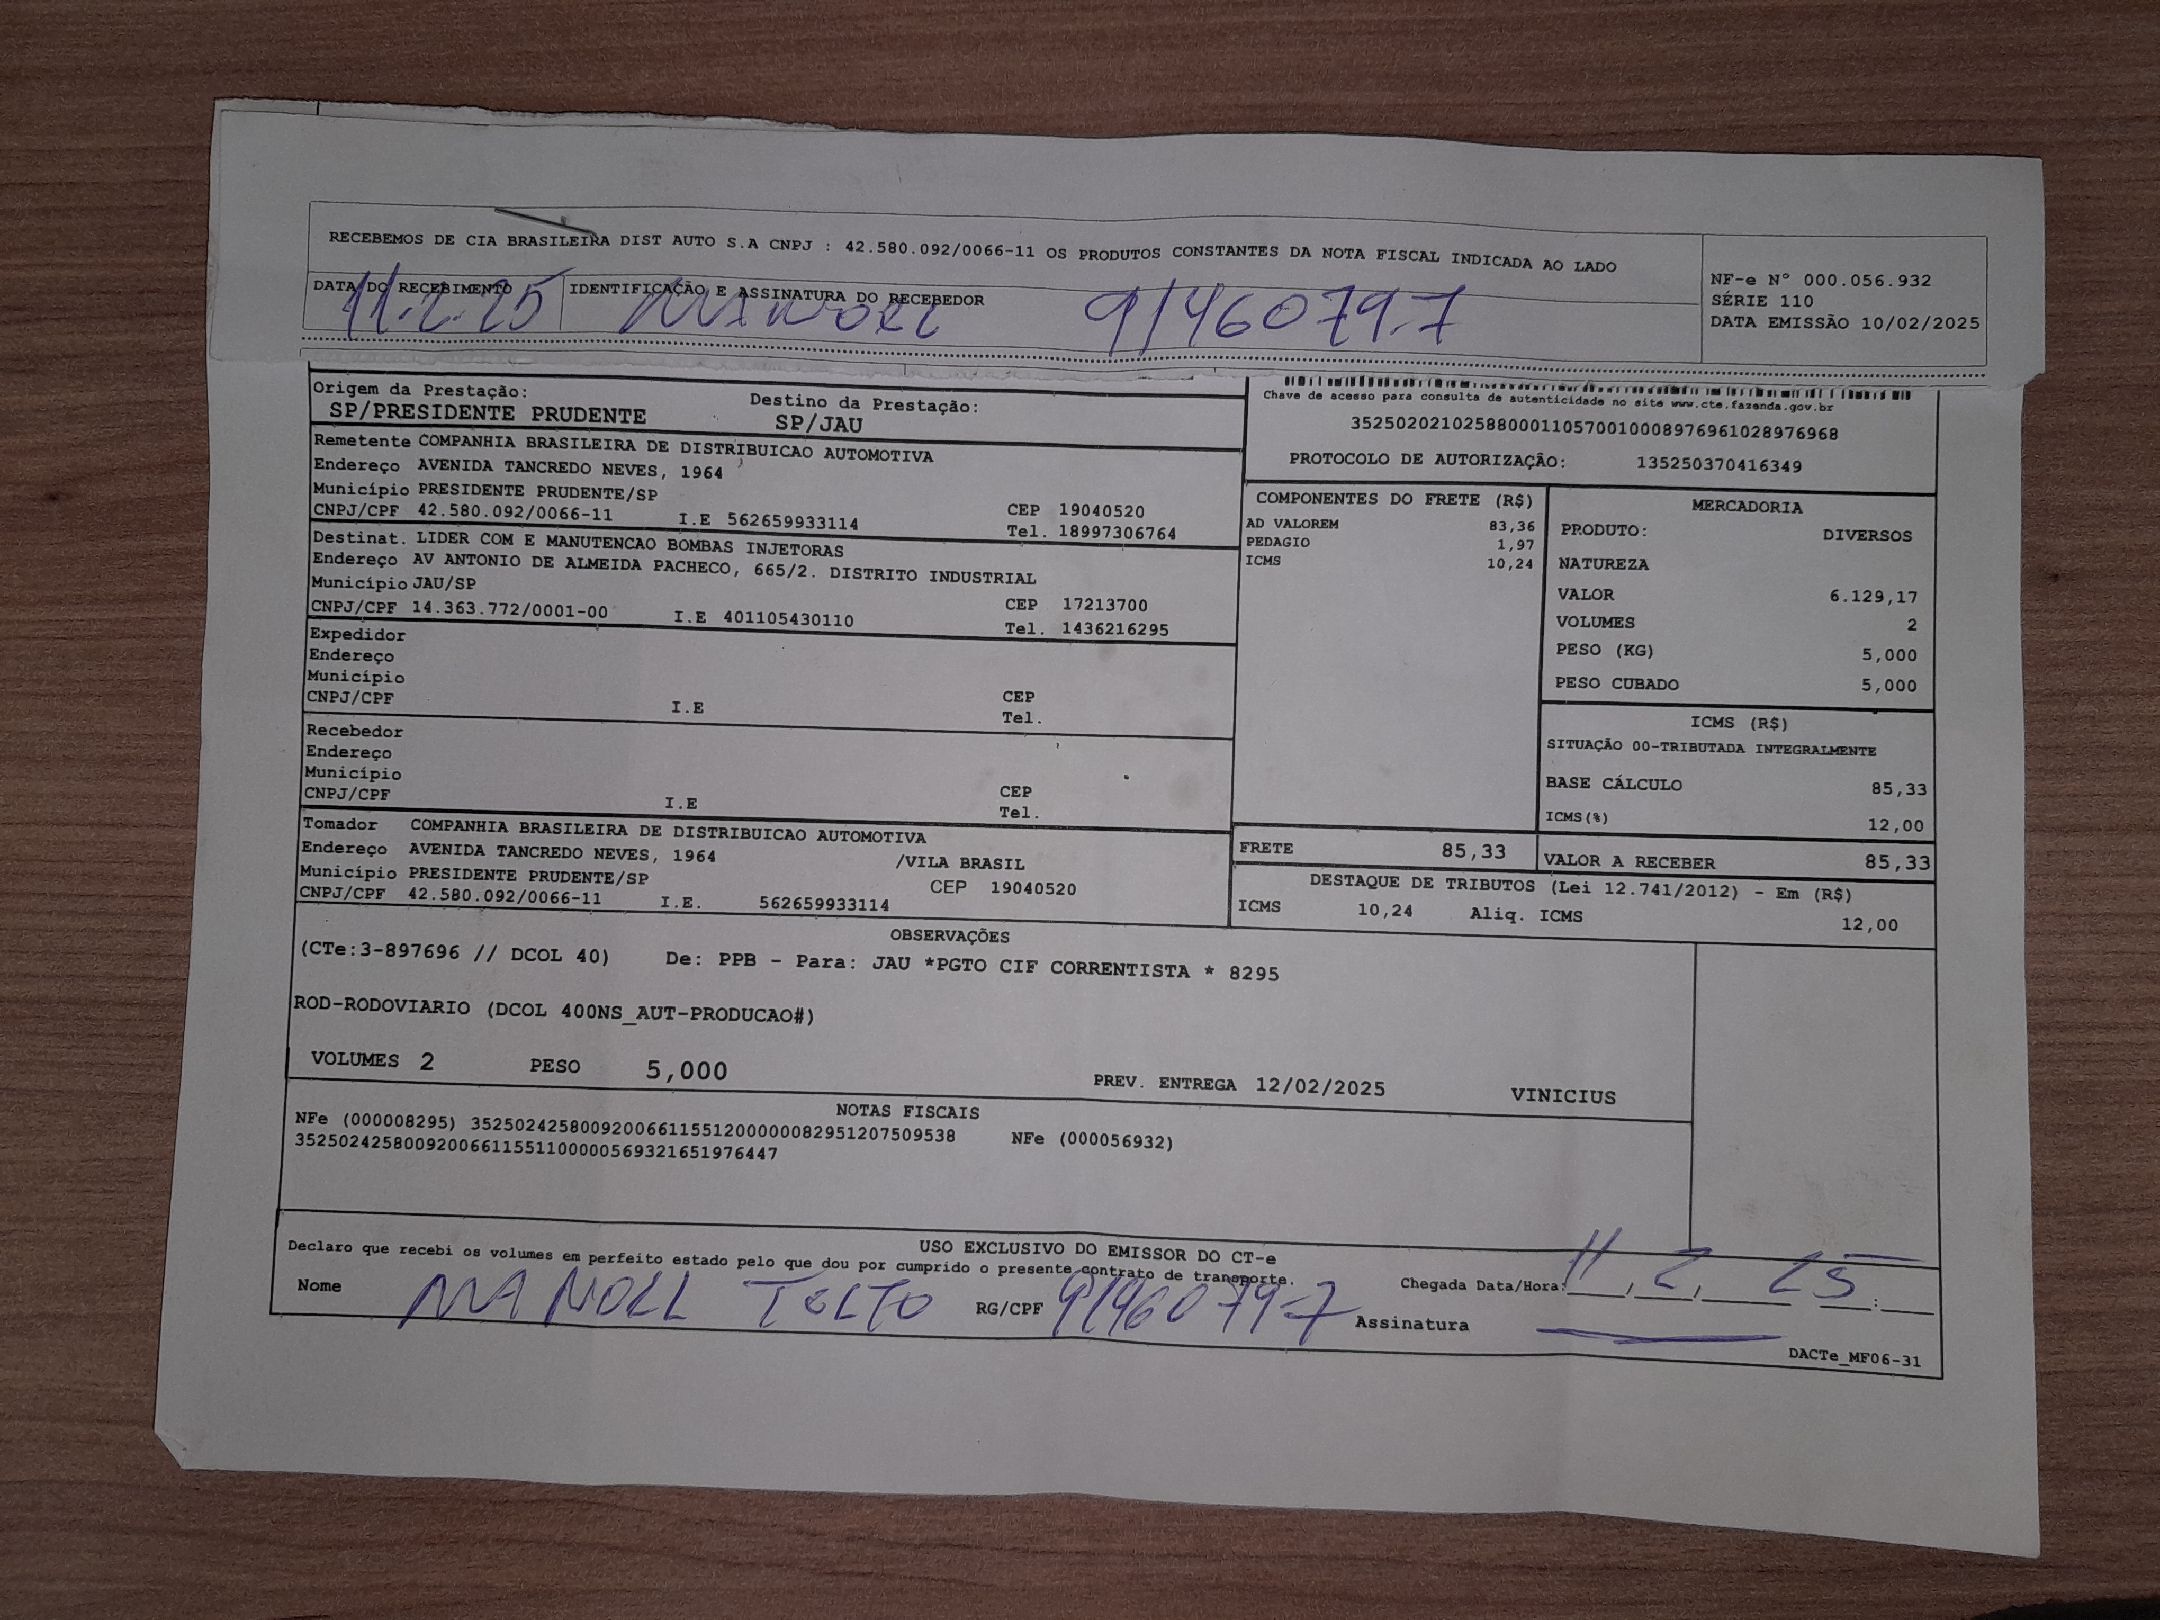 RECEBEMOS DE CIA BRASILEIRA DIST AUTO S.A CNPJ : 42.580.092/0066-11 OS PRODUTOS CONSTANTES DA NOTA FISCAL INDICADA AO LADO
DATA DO RECEBIMENTO
11.2.25
IDENTIFICAÇÃO E ASSINATURA DO RECEBEDOR
MANOEL 9146079-7
NF-e N° 000.056.932
SÉRIE 110
DATA EMISSÃO 10/02/2025
Origem da Prestação:
SP/PRESIDENTE PRUDENTE
Destino da Prestação:
SP/JAU
Remetente COMPANHIA BRASILEIRA DE DISTRIBUICAO AUTOMOTIVA
Endereço AVENIDA TANCREDO NEVES, 1964
Município PRESIDENTE PRUDENTE/SP
CEP 19040520
CNPJ/CPF 42.580.092/0066-11 I.E 562659933114
Tel. 18997306764
Destinat. LIDER COM E MANUTENCAO BOMBAS INJETORAS
Endereço AV ANTONIO DE ALMEIDA PACHECO, 665/2. DISTRITO INDUSTRIAL
Município JAU/SP
CEP 17213700
CNPJ/CPF 14.363.772/0001-00 I.E 401105430110
Tel. 1436216295
Expedidor
Endereço
Município
CEP
CNPJ/CPF I.E
Tel.
Recebedor
Endereço
Município
CEP
CNPJ/CPF I.E
Tel.
Tomador COMPANHIA BRASILEIRA DE DISTRIBUICAO AUTOMOTIVA
Endereço AVENIDA TANCREDO NEVES, 1964 /VILA BRASIL
Município PRESIDENTE PRUDENTE/SP CEP 19040520
CNPJ/CPF 42.580.092/0066-11 I.E. 562659933114
Chave de acesso para consulta de autenticidade no site www.cte.fazenda.gov.br
35250202102588000110570010008976961028976968
PROTOCOLO DE AUTORIZAÇÃO: 135250370416349
COMPONENTES DO FRETE (R$)
AD VALOREM 83,36
PEDAGIO 1,97
ICMS 10,24
MERCADORIA
PRODUTO: DIVERSOS
NATUREZA
VALOR 6.129,17
VOLUMES 2
PESO (KG) 5,000
PESO CUBADO 5,000
ICMS (R$)
SITUAÇÃO 00-TRIBUTADA INTEGRALMENTE
BASE CÁLCULO 85,33
ICMS(%) 12,00
FRETE 85,33
VALOR A RECEBER 85,33
DESTAQUE DE TRIBUTOS (Lei 12.741/2012) - Em (R$)
ICMS 10,24 Aliq. ICMS 12,00
OBSERVAÇÕES
(CTe:3-897696 // DCOL 40) De: PPB - Para: JAU *PGTO CIF CORRENTISTA * 8295
ROD-RODOVIARIO (DCOL 400NS_AUT-PRODUCAO#)
VOLUMES 2 PESO 5,000 PREV. ENTREGA 12/02/2025 VINICIUS
NOTAS FISCAIS
NFe (000008295) 35250242580092006611551200000082951207509538 NFe (000056932)
35250242580092006611551100000569321651976447
USO EXCLUSIVO DO EMISSOR DO CT-e
Declaro que recebi os volumes em perfeito estado pelo que dou por cumprido o presente contrato de transporte.
Nome MANOEL RG/CPF 9146079-7
Chegada Data/Hora: 11 2 25
Assinatura
DACTe_MF06-31